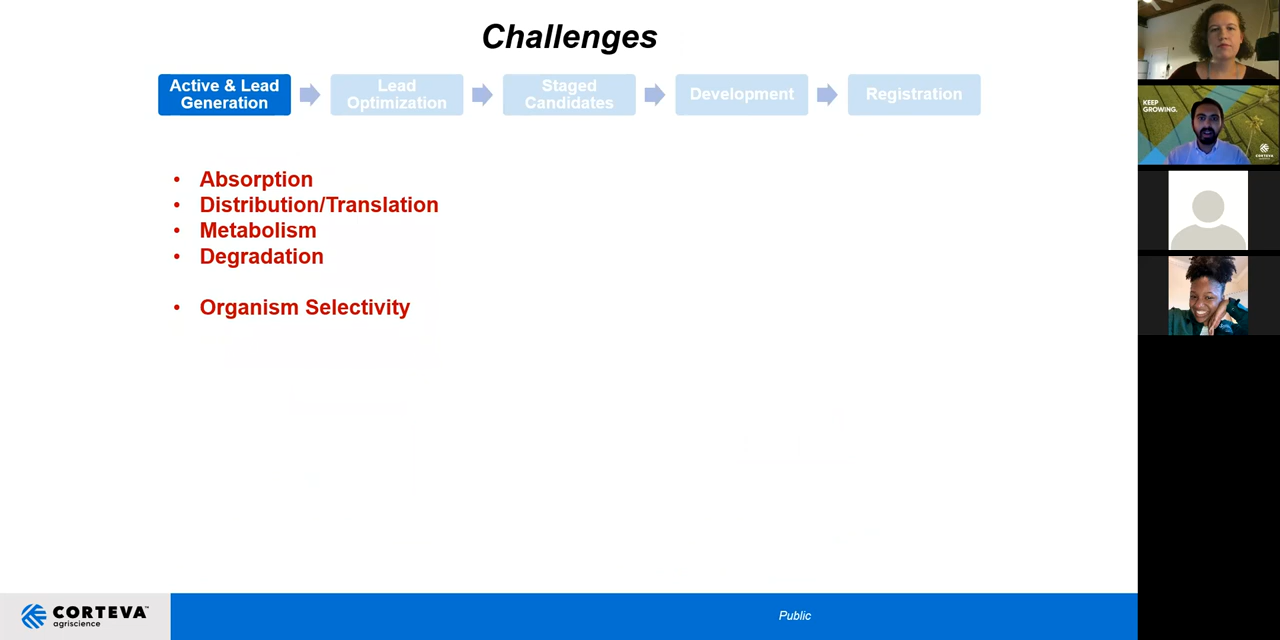 Challenges
Active & Lead
Generation
Lead
Optimization
Staged
Candidates
Development
Registration
• Absorption
• Distribution/Translation
• Metabolism
• Degradation
• Organism Selectivity
CORTEVA™
agriscience
Public
KEEP
GROWING.
CORTEVA